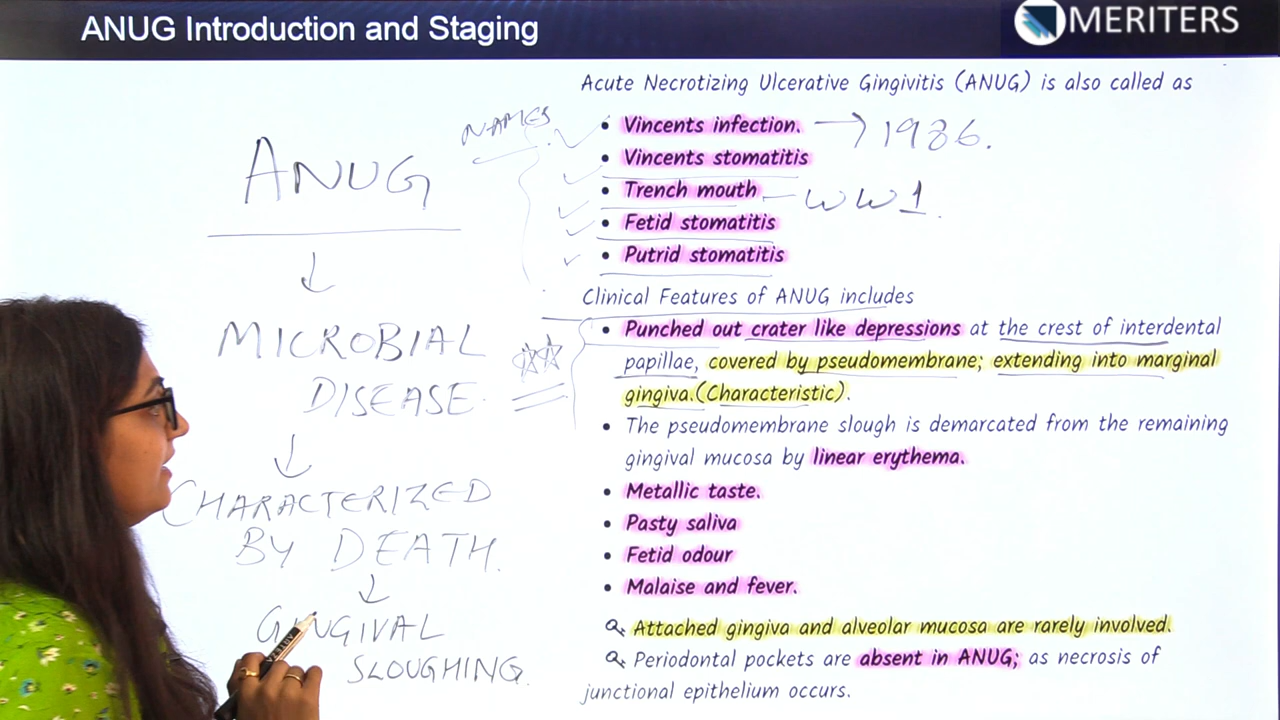 ANUG Introduction and Staging
MERITERS
ANUG
MICROBIAL
DISEASE
CHARACTERIZED
BY DEATH
GINGIVAL
SLOUGHING
NAMES
Acute Necrotizing Ulcerative Gingivitis (ANUG) is also called as
• Vincents infection. → 1986.
• Vincents stomatitis
• Trench mouth – WW1
• Fetid stomatitis
• Putrid stomatitis
Clinical Features of ANUG includes
• Punched out crater like depressions at the crest of interdental
papillae, covered by pseudomembrane; extending into marginal
gingiva.(Characteristic).
• The pseudomembrane slough is demarcated from the remaining
gingival mucosa by linear erythema.
• Metallic taste.
• Pasty saliva
• Fetid odour
• Malaise and fever.
Attached gingiva and alveolar mucosa are rarely involved.
Periodontal pockets are absent in ANUG; as necrosis of
junctional epithelium occurs.